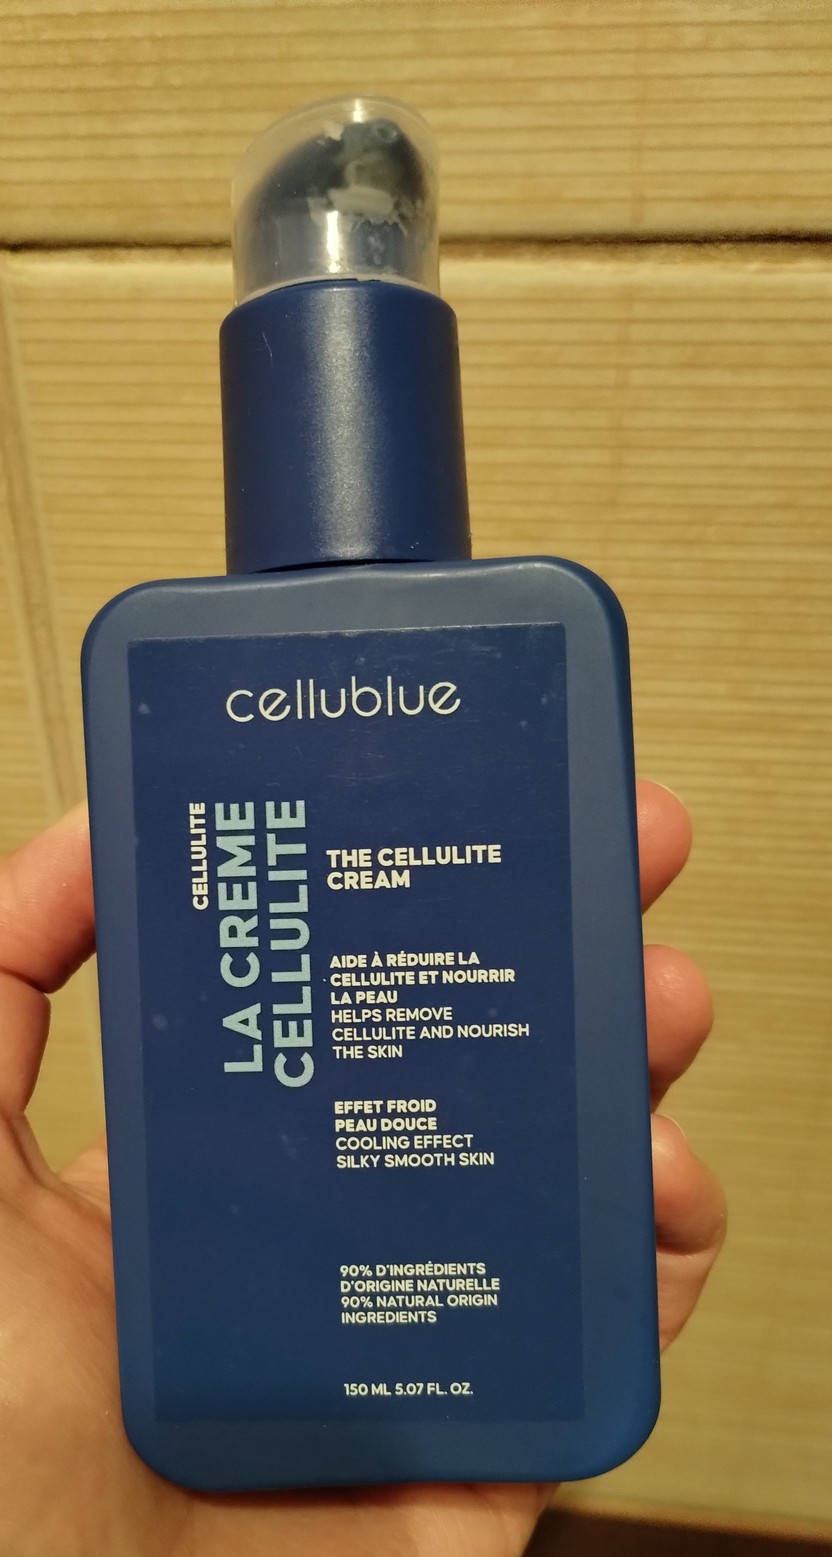 cellublue
CELLULITE
LA CREME
CELLULITE
THE CELLULITE
CREAM
AIDE À RÉDUIRE LA
CELLULITE ET NOURRIR
LA PEAU
HELPS REMOVE
CELLULITE AND NOURISH
THE SKIN
EFFET FROID
PEAU DOUCE
COOLING EFFECT
SILKY SMOOTH SKIN
90% D'INGRÉDIENTS
D'ORIGINE NATURELLE
90% NATURAL ORIGIN
INGREDIENTS
150 ML 5.07 FL. OZ.